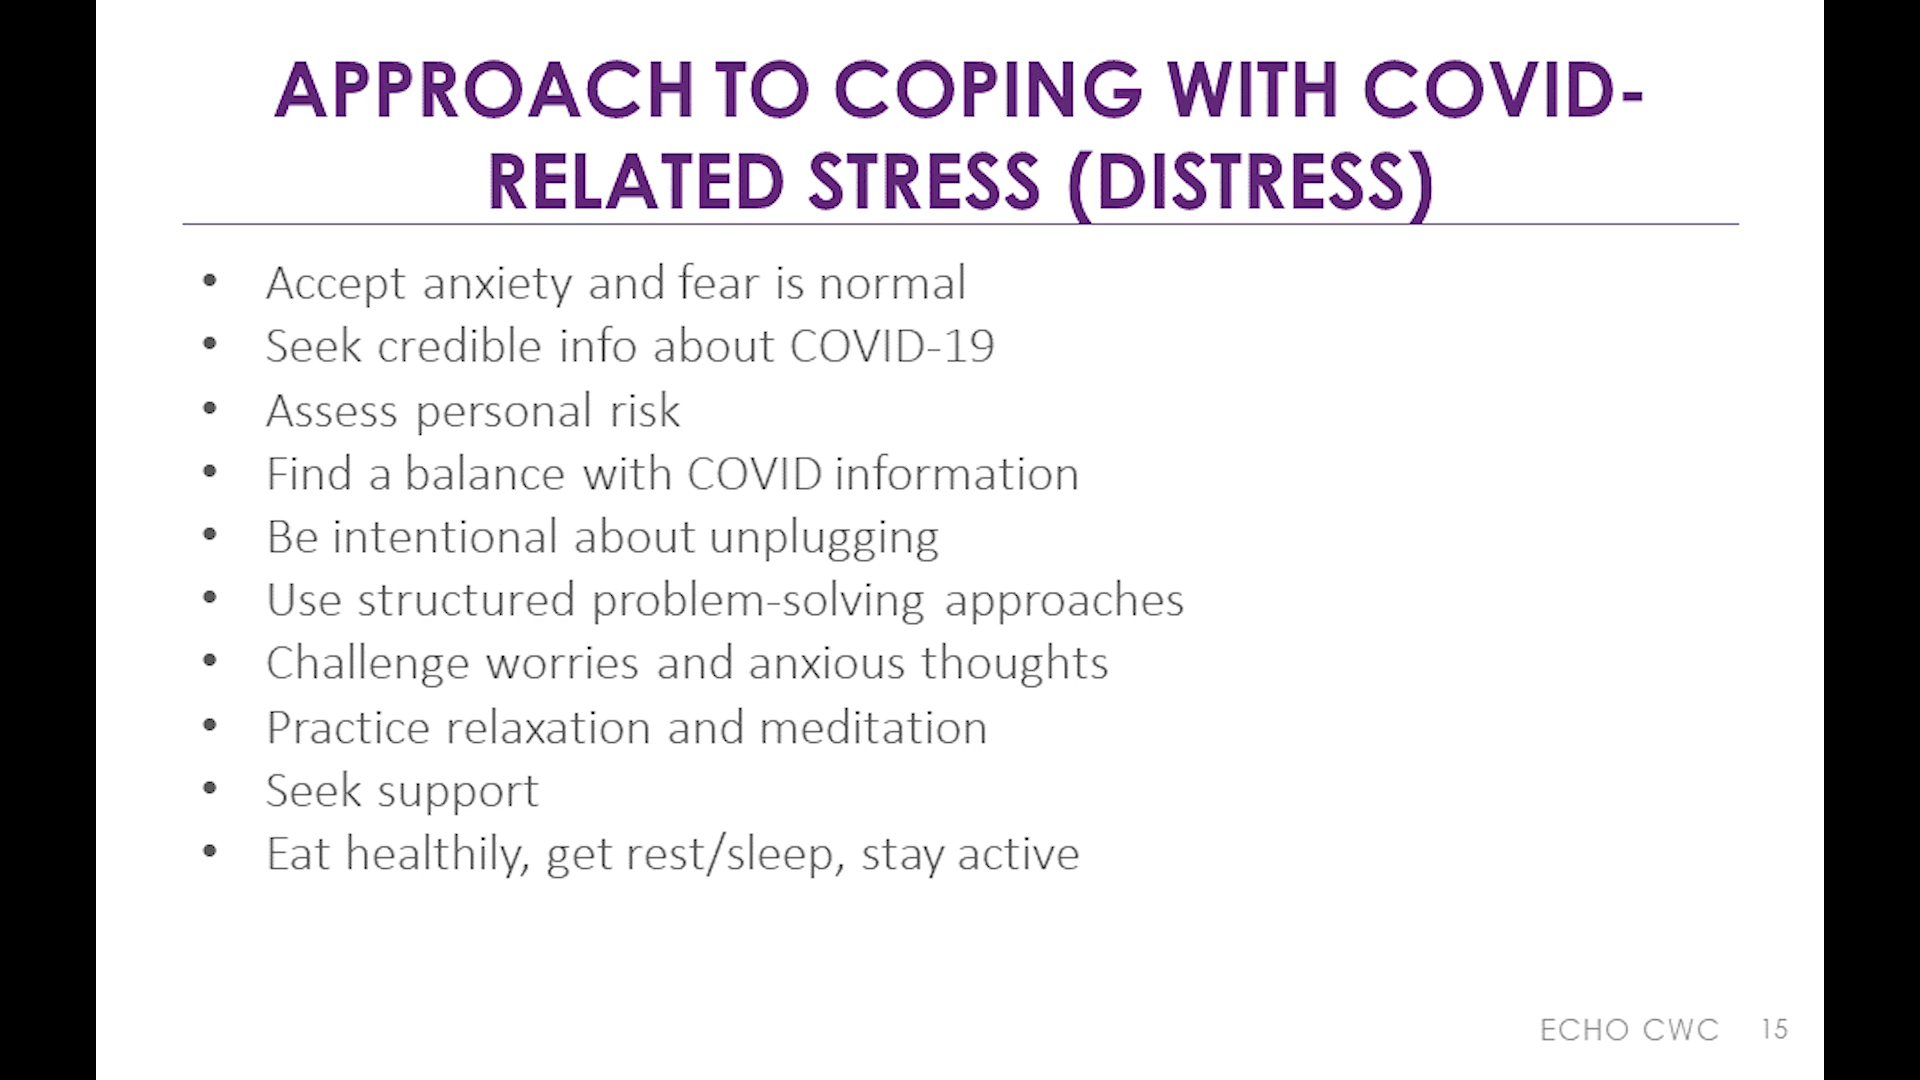 APPROACH TO COPING WITH COVID-
RELATED STRESS (DISTRESS)
• Accept anxiety and fear is normal
• Seek credible info about COVID-19
• Assess personal risk
• Find a balance with COVID information
• Be intentional about unplugging
• Use structured problem-solving approaches
• Challenge worries and anxious thoughts
• Practice relaxation and meditation
• Seek support
• Eat healthily, get rest/sleep, stay active
ECHO CWC 15